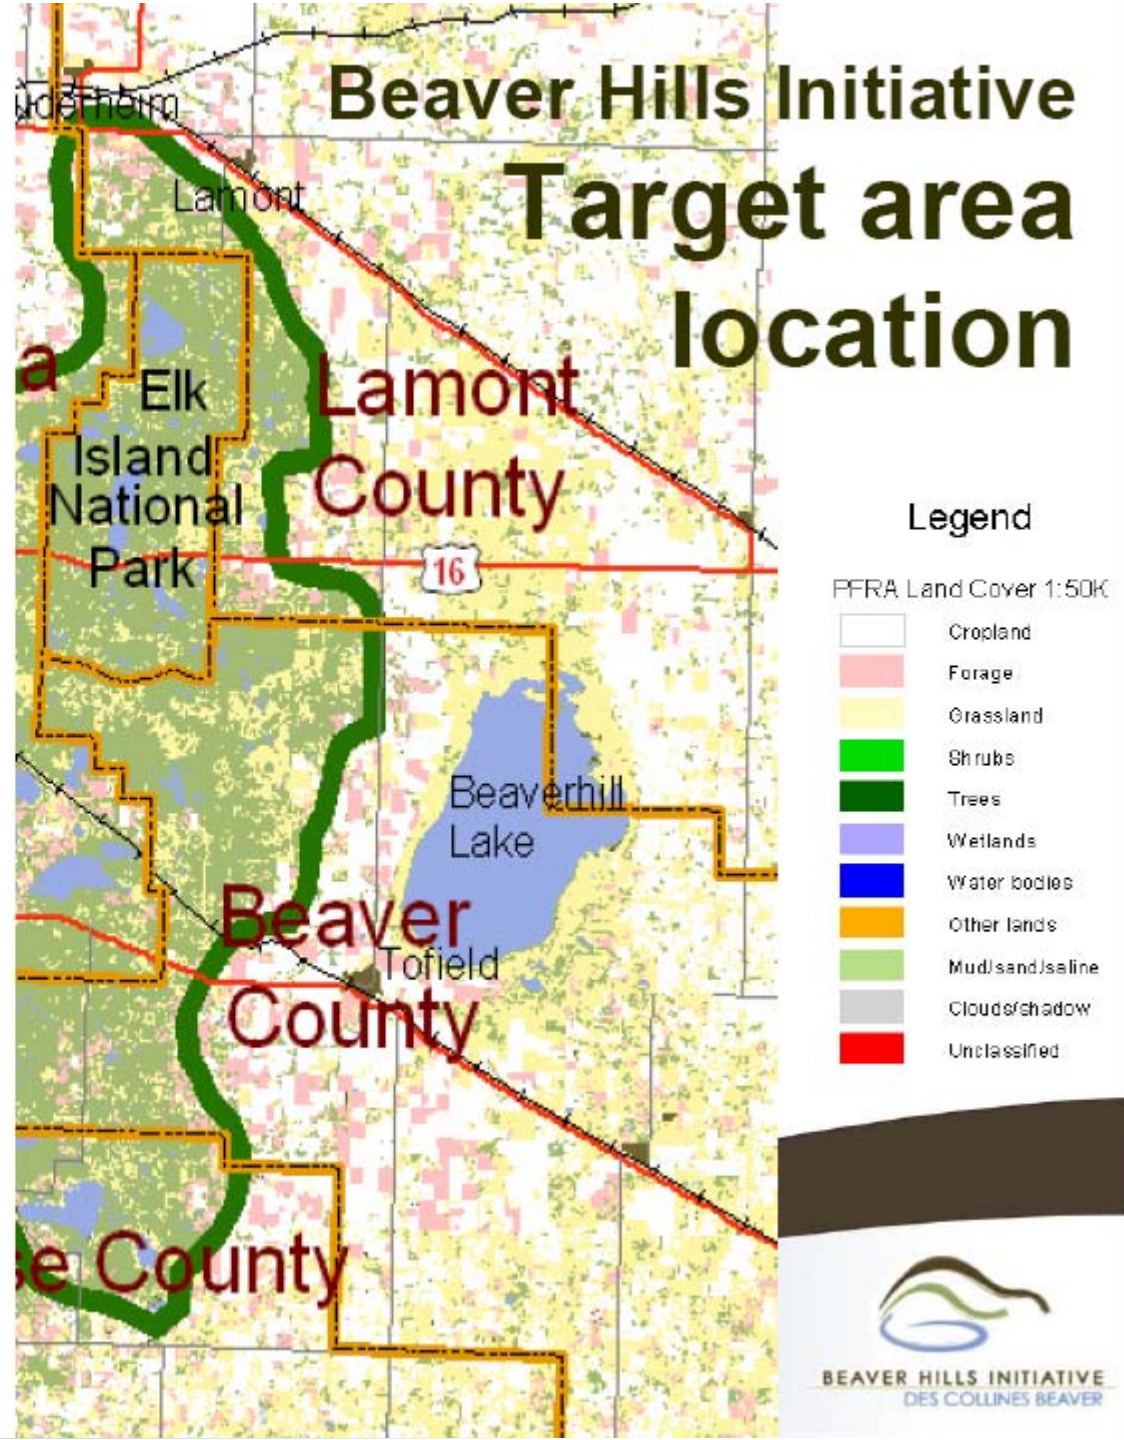 Beaver Hills Initiative
Target area
location
Lamont
a
Elk
Island
National
Park
Lamont
County
16
Beaverhill
Lake
Beaver
County
Tofield
se County
Legend
PFRA Land Cover 1:50K
Cropland
Forage
Grassland
Shrubs
Trees
Wetlands
Water bodies
Other lands
Mud/sand/saline
Clouds/shadow
Unclassified
BEAVER HILLS INITIATIVE
DES COLLINES BEAVER